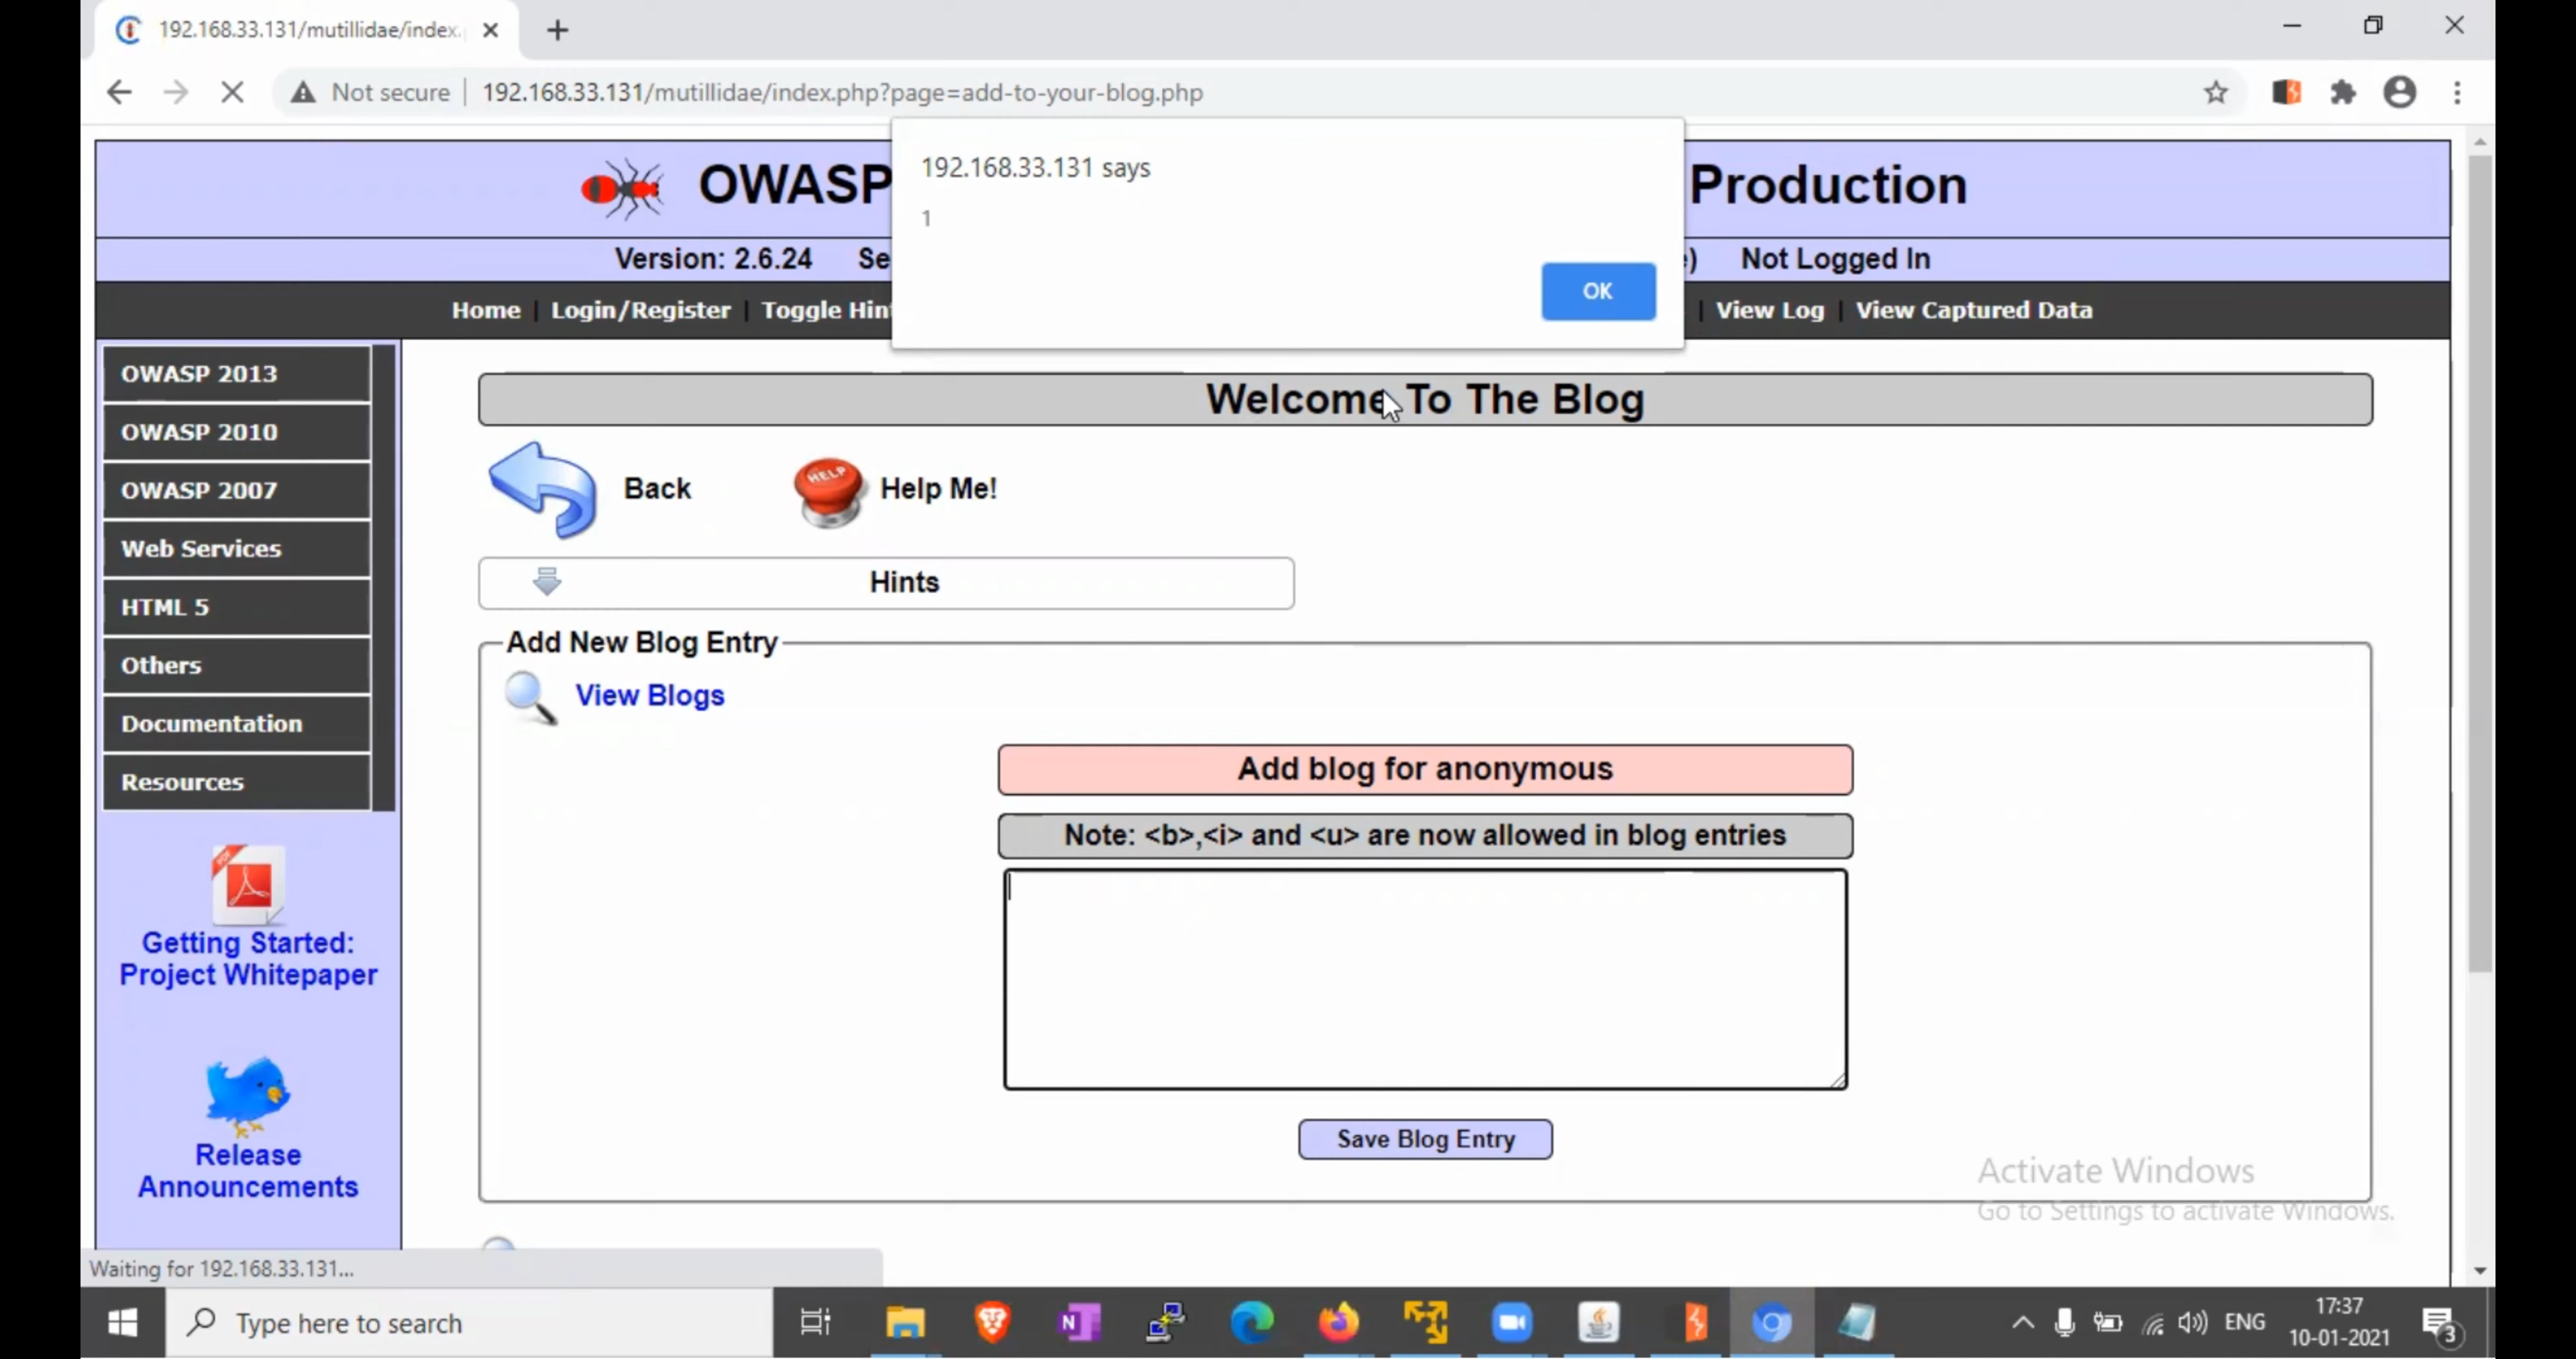 192.168.33.131/mutillidae/index.
Not secure
192.168.33.131/mutillidae/index.php?page=add-to-your-blog.php
192.168.33.131 says
1
OK
OWASP
Production
Version: 2.6.24
Se
)
Not Logged In
Home
Login/Register
Toggle Hin
View Log
View Captured Data
OWASP 2013
OWASP 2010
OWASP 2007
Web Services
HTML 5
Others
Documentation
Resources
PDF
Getting Started:
Project Whitepaper
Release
Announcements
Welcome To The Blog
Back
HELP
Help Me!
Hints
Add New Blog Entry
View Blogs
Add blog for anonymous
Note: <b>,<i> and <u> are now allowed in blog entries
Save Blog Entry
Activate Windows
Go to Settings to activate Windows.
Waiting for 192.168.33.131...
Type here to search
N
ENG
17:37
10-01-2021
3